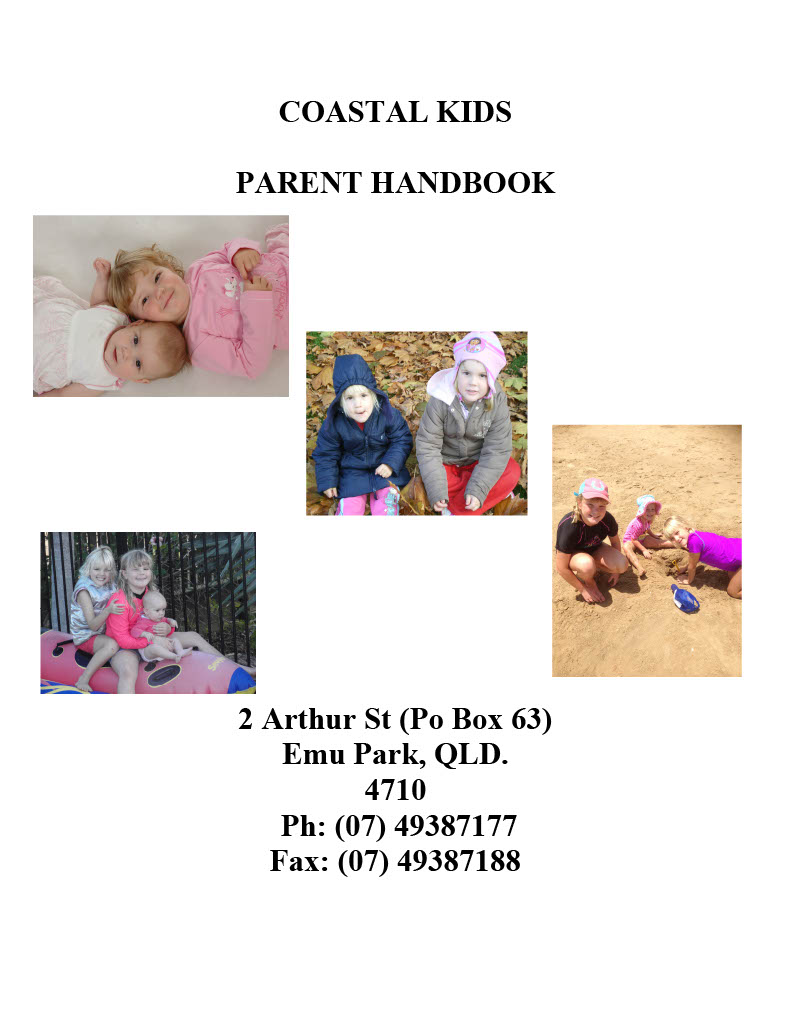 COASTAL KIDS
PARENT HANDBOOK
2 Arthur St (Po Box 63)
Emu Park, QLD.
4710
Ph: (07) 49387177
Fax: (07) 49387188